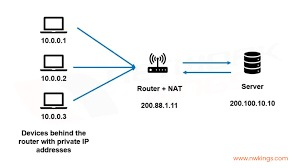 10.0.0.1
10.0.0.2
10.0.0.3
Devices behind the
router with private IP
addresses
Router + NAT
200.88.1.11
Server
200.100.10.10
www.nwkings.com